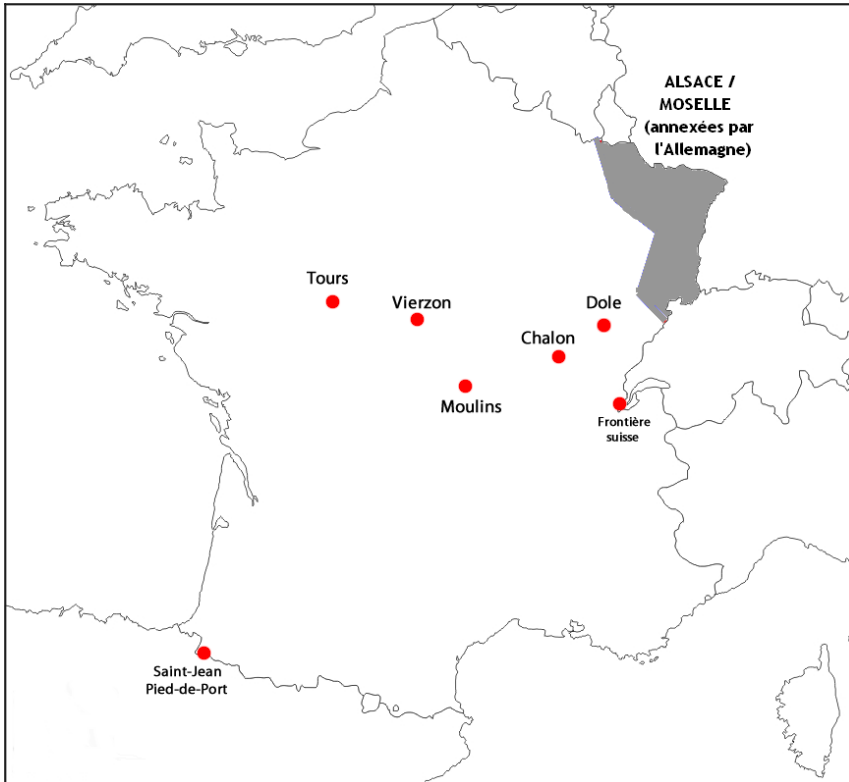 ALSACE /
MOSELLE
(annexées par
l'Allemagne)
Tours
Vierzon
Dole
Chalon
Moulins
Frontière
suisse
Saint-Jean
Pied-de-Port